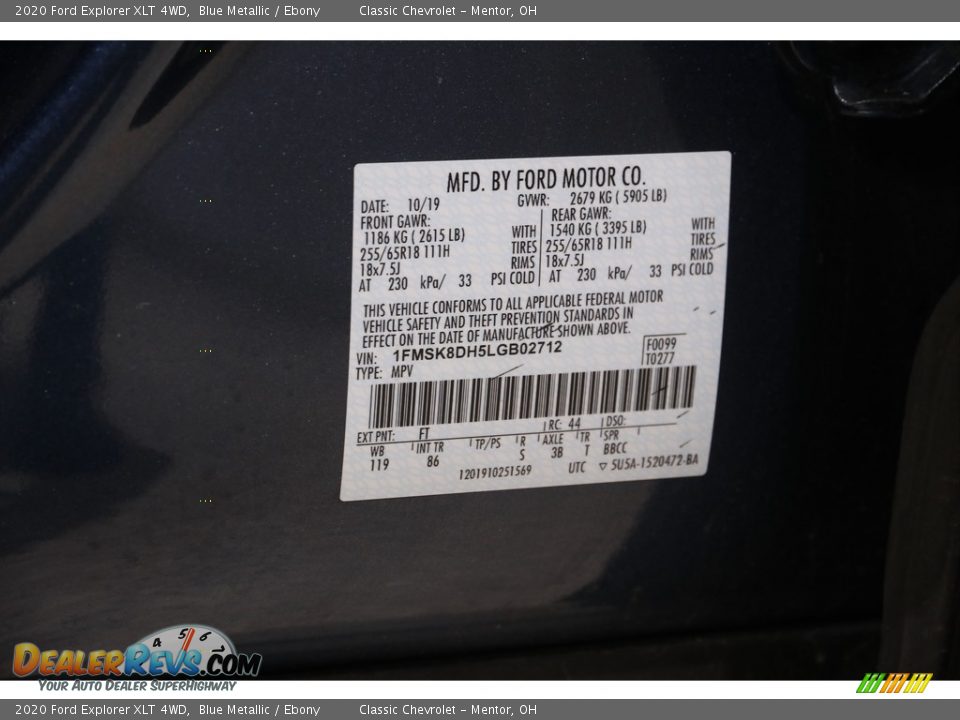 2020 Ford Explorer XLT 4WD, Blue Metallic / Ebony Classic Chevrolet - Mentor, OH
MFD. BY FORD MOTOR CO.
DATE: 10/19 GVWR: 2679 KG ( 5905 LB)
FRONT GAWR: REAR GAWR:
1186 KG ( 2615 LB) WITH 1540 KG ( 3395 LB) WITH
255/65R18 111H TIRES 255/65R18 111H TIRES
18x7.5J RIMS 18x7.5J RIMS
AT 230 kPa/ 33 PSI COLD AT 230 kPa/ 33 PSI COLD
THIS VEHICLE CONFORMS TO ALL APPLICABLE FEDERAL MOTOR
VEHICLE SAFETY AND THEFT PREVENTION STANDARDS IN
EFFECT ON THE DATE OF MANUFACTURE SHOWN ABOVE.
VIN: 1FMSK8DH5LGB02712 F0099
TYPE: MPV T0277
EXT PNT: FT RC: 44 DSO:
WB INT TR TP/PS R AXLE TR SPR
119 86 S 3B T BBCC
1201910251569 UTC ▽ 5U5A-1520472-BA
4 5 6
DEALERREVS.COM
YOUR AUTO DEALER SUPERHIGHWAY
2020 Ford Explorer XLT 4WD, Blue Metallic / Ebony Classic Chevrolet - Mentor, OH